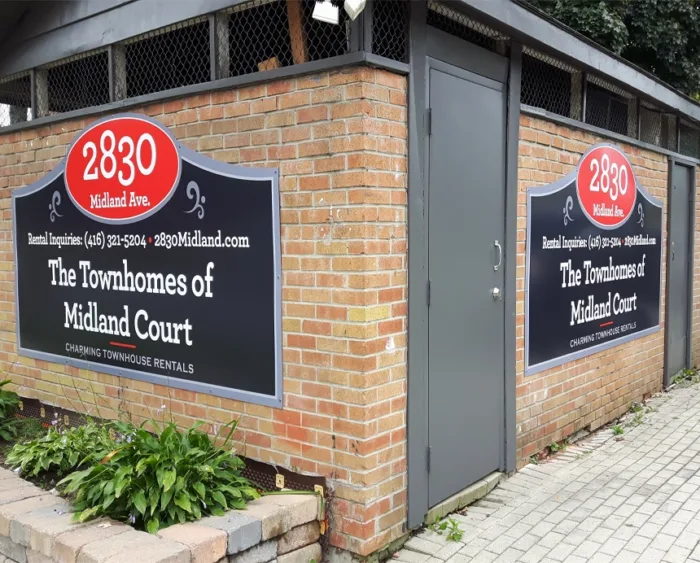 2830
Midland Ave.
Rental Inquiries: (416) 321-5204 • 2830Midland.com
The Townhomes of
Midland Court
CHARMING TOWNHOUSE RENTALS
2830
Midland Ave.
Rental Inquiries: (416) 321-5204 • 2830Midland.com
The Townhomes of
Midland Court
CHARMING TOWNHOUSE RENTALS